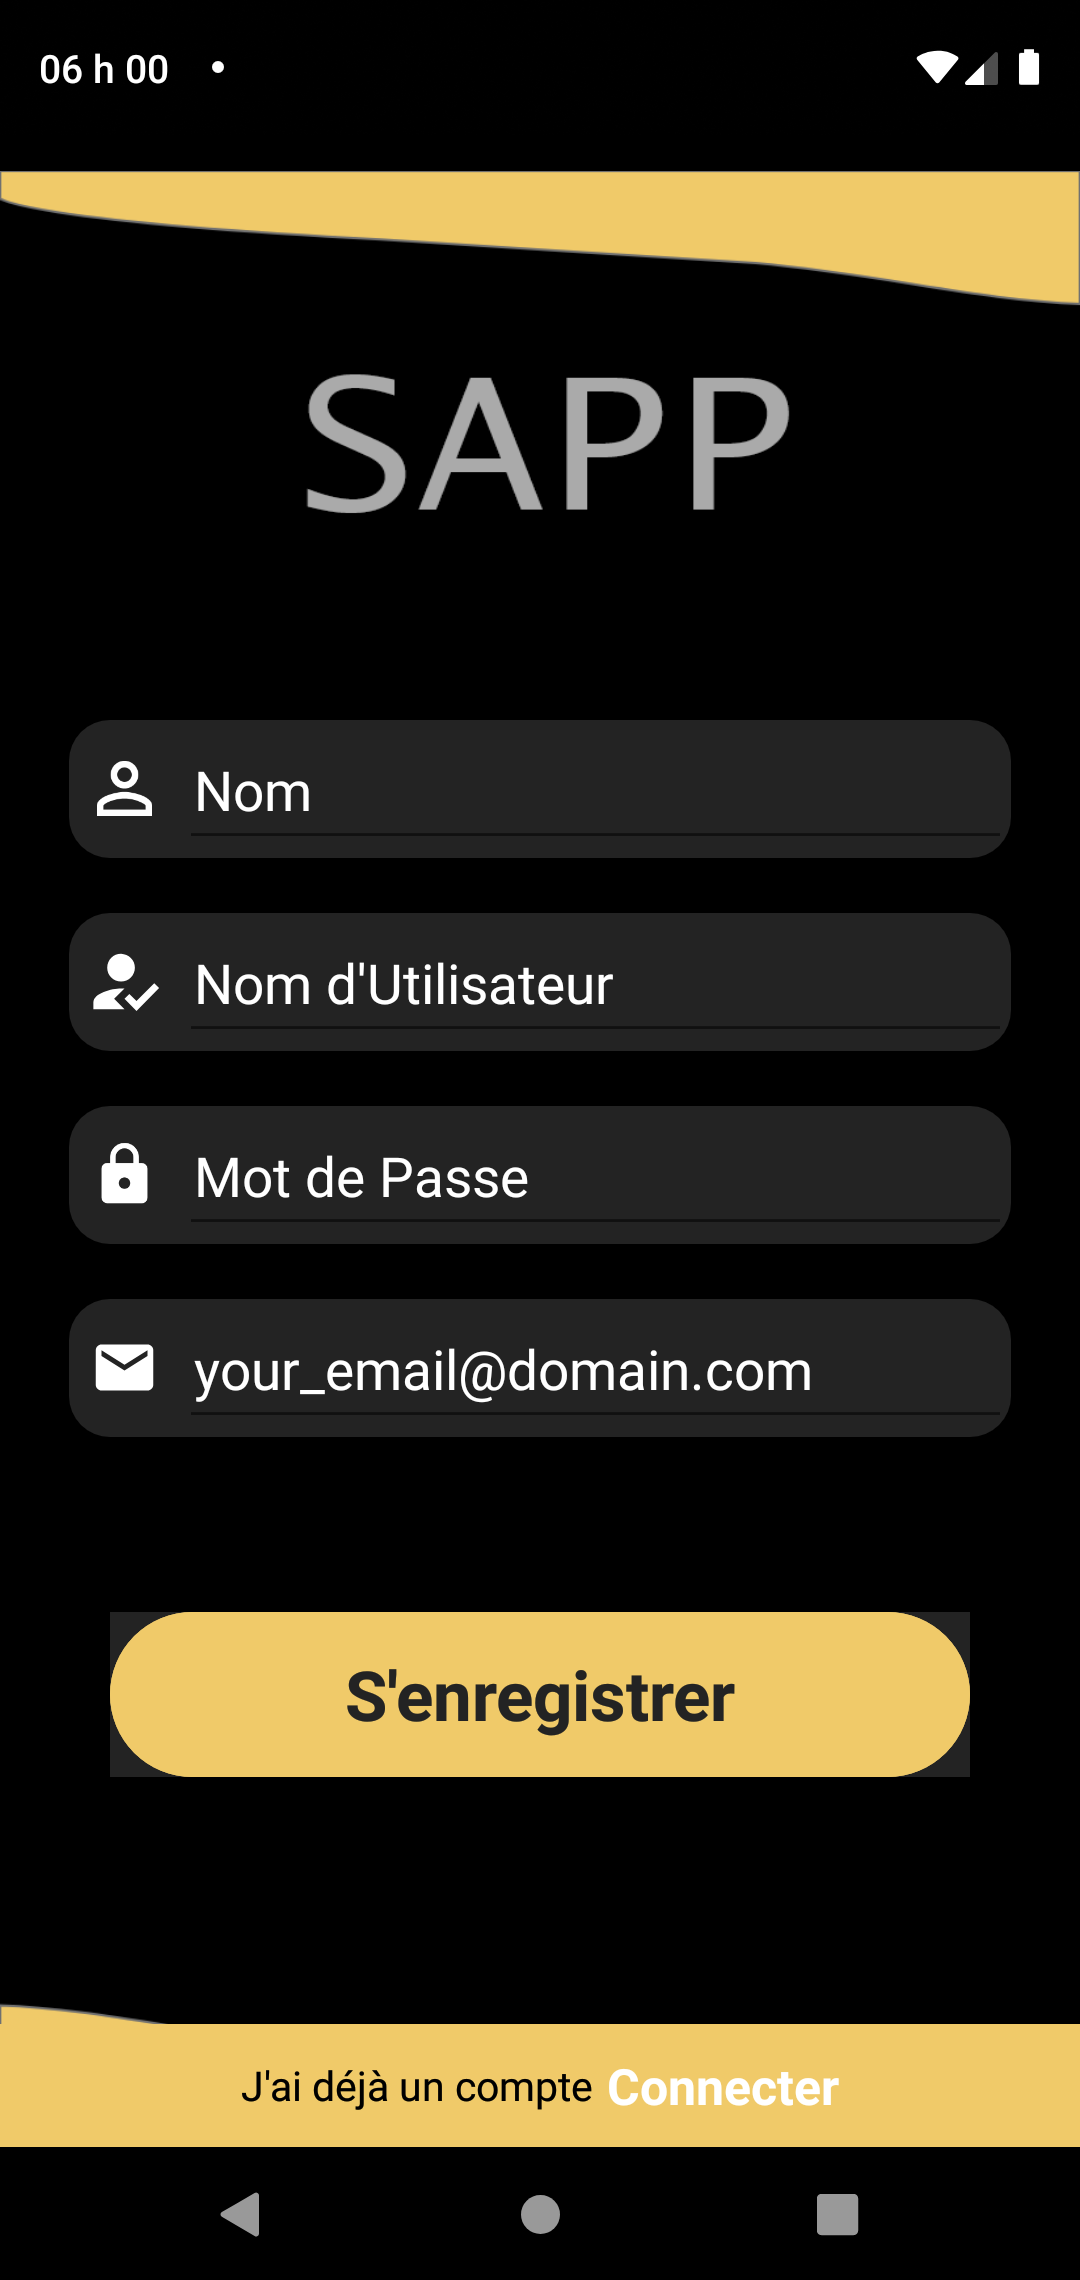 06 h 00
SAPP
Nom
Nom d'Utilisateur
Mot de Passe
your_email@domain.com
S'enregistrer
J'ai déjà un compte Connecter